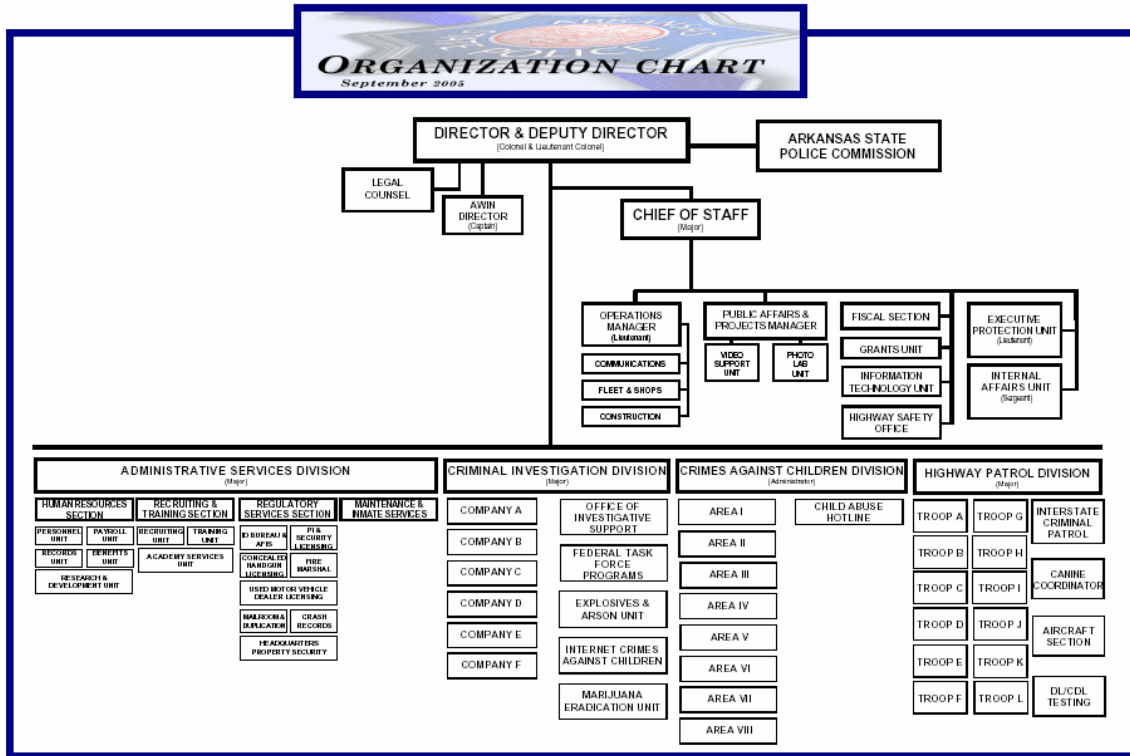 ARKANSAS
STATE POLICE
ORGANIZATION CHART
September 2005
DIRECTOR & DEPUTY DIRECTOR
(Colonel & Lieutenant Colonel)
ARKANSAS STATE
POLICE COMMISSION
LEGAL
COUNSEL
AWIN
DIRECTOR
(Captain)
CHIEF OF STAFF
(Major)
OPERATIONS
MANAGER
(Lieutenant)
COMMUNICATIONS
FLEET & SHOPS
CONSTRUCTION
PUBLIC AFFAIRS &
PROJECTS MANAGER
VIDEO
SUPPORT
UNIT
PHOTO
LAB
UNIT
FISCAL SECTION
GRANTS UNIT
INFORMATION
TECHNOLOGY UNIT
HIGHWAY SAFETY
OFFICE
EXECUTIVE
PROTECTION UNIT
(Lieutenant)
INTERNAL
AFFAIRS UNIT
(Sergeant)
ADMINISTRATIVE SERVICES DIVISION
(Major)
HUMAN RESOURCES
SECTION
PERSONNEL
UNIT
PAYROLL
UNIT
RECORDS
UNIT
BENEFITS
UNIT
RESEARCH &
DEVELOPMENT UNIT
RECRUITING &
TRAINING SECTION
RECRUITING
UNIT
TRAINING
UNIT
ACADEMY SERVICES
UNIT
REGULATORY
SERVICES SECTION
ID BUREAU &
AFIS
PI &
SECURITY
LICENSING
CONCEALED
HANDGUN
LICENSING
FIRE
MARSHAL
USED MOTOR VEHICLE
DEALER LICENSING
MAILROOM &
DUPLICATION
CRASH
RECORDS
HEADQUARTERS
PROPERTY SECURITY
MAINTENANCE &
INMATE SERVICES
CRIMINAL INVESTIGATION DIVISION
(Major)
COMPANY A
COMPANY B
COMPANY C
COMPANY D
COMPANY E
COMPANY F
OFFICE OF
INVESTIGATIVE
SUPPORT
FEDERAL TASK
FORCE
PROGRAMS
EXPLOSIVES &
ARSON UNIT
INTERNET CRIMES
AGAINST CHILDREN
MARIJUANA
ERADICATION UNIT
CRIMES AGAINST CHILDREN DIVISION
(Administrator)
AREA I
AREA II
AREA III
AREA IV
AREA V
AREA VI
AREA VII
AREA VIII
CHILD ABUSE
HOTLINE
HIGHWAY PATROL DIVISION
(Major)
TROOP A
TROOP B
TROOP C
TROOP D
TROOP E
TROOP F
TROOP G
TROOP H
TROOP I
TROOP J
TROOP K
TROOP L
INTERSTATE
CRIMINAL
PATROL
CANINE
COORDINATOR
AIRCRAFT
SECTION
DL/CDL
TESTING